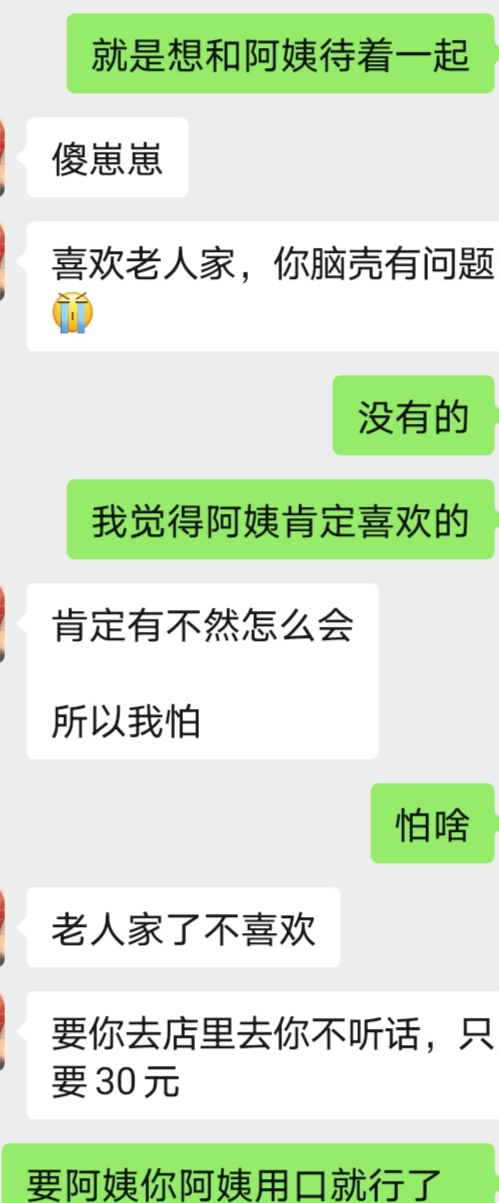 就是想和阿姨待着一起
傻崽崽
喜欢老人家，你脑壳有问题
😭
没有的
我觉得阿姨肯定喜欢的
肯定有不然怎么会
所以我怕
怕啥
老人家了不喜欢
要你去店里去你不听话，只
要30元
要阿姨你阿姨用口就行了